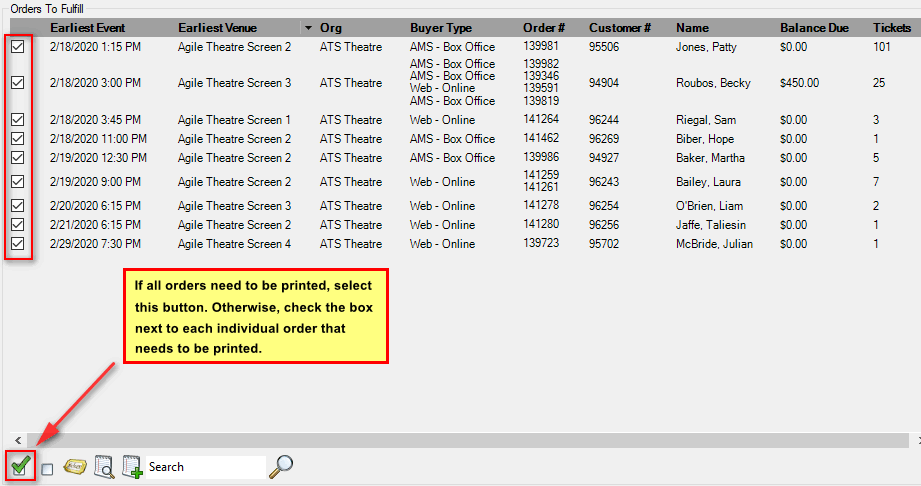 Orders To Fulfill
Earliest Event Earliest Venue Org Buyer Type Order # Customer # Name Balance Due Tickets
2/18/2020 1:15 PM Agile Theatre Screen 2 ATS Theatre AMS - Box Office 139981 95506 Jones, Patty $0.00 101
AMS - Box Office 139982
AMS - Box Office 139346
2/18/2020 3:00 PM Agile Theatre Screen 3 ATS Theatre 94904 Roubos, Becky $450.00 25
Web - Online 139591
AMS - Box Office 139819
2/18/2020 3:45 PM Agile Theatre Screen 1 ATS Theatre Web - Online 141264 96244 Riegal, Sam $0.00 3
2/18/2020 11:00 PM Agile Theatre Screen 2 ATS Theatre AMS - Box Office 141462 96269 Biber, Hope $0.00 1
2/19/2020 12:30 PM Agile Theatre Screen 2 ATS Theatre AMS - Box Office 139986 94927 Baker, Martha $0.00 5
141259
2/19/2020 9:00 PM Agile Theatre Screen 2 ATS Theatre Web - Online 96243 Bailey, Laura $0.00 7
141261
2/20/2020 6:15 PM Agile Theatre Screen 3 ATS Theatre Web - Online 141278 96254 O'Brien, Liam $0.00 2
2/21/2020 6:15 PM Agile Theatre Screen 2 ATS Theatre Web - Online 141280 96256 Jaffe, Taliesin $0.00 1
2/29/2020 7:30 PM Agile Theatre Screen 4 ATS Theatre Web - Online 139723 95702 McBride, Julian $0.00 1
If all orders need to be printed, select
this button. Otherwise, check the box
next to each individual order that
needs to be printed.
Search